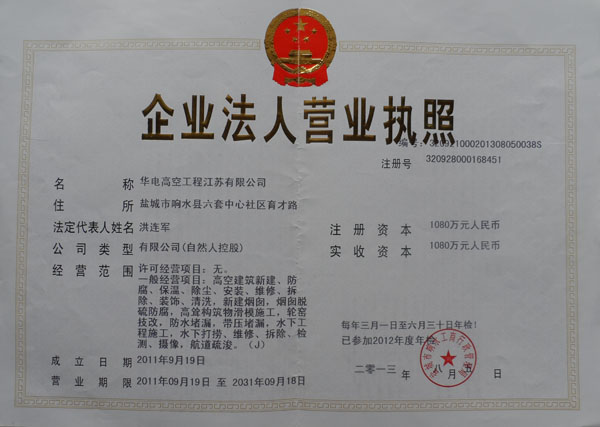 企业法人营业执照
编号:320921000201308050038S
注册号 320928000168451
名称 华电高空工程江苏有限公司
住所 盐城市响水县六套中心社区育才路
法定代表人姓名 洪连军
注册资本 1080万元人民币
公司类型 有限公司(自然人控股)
实收资本 1080万元人民币
经营范围 许可经营项目:无。
一般经营项目:高空建筑新建、防
腐、保温、除尘、安装、维修、拆
除、装饰、清洗,新建烟囱,烟囱脱
硫防腐,高耸构筑物滑模施工,轮窑
技改,防水堵漏,带压堵漏,水下工
程施工,水下打捞、维修、拆除、检
测、摄像,航道疏浚。(J)
每年三月一日至六月三十日年检!
已参加2012年度年检
成立日期 2011年9月19日
营业期限 2011年09月19日 至 2031年09月18日
二〇一三 年 八 月 五 日